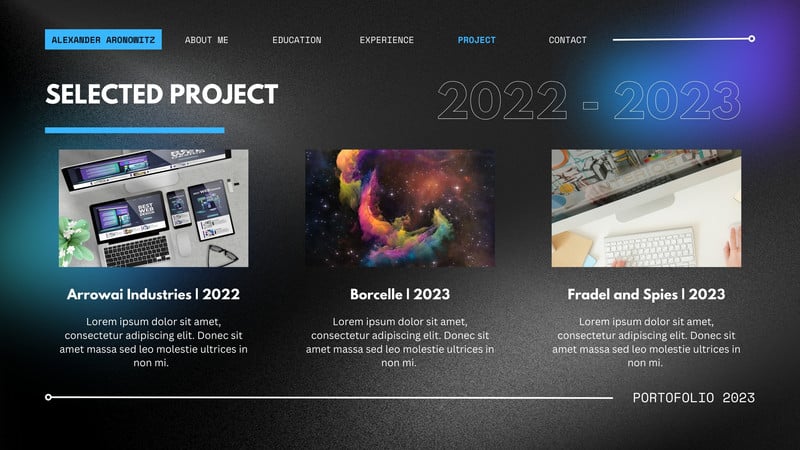 ALEXANDER ARONOWITZ
ABOUT ME
EDUCATION
EXPERIENCE
PROJECT
CONTACT
SELECTED PROJECT
2022 - 2023
BEST
WEB
Arrowai Industries | 2022
Lorem ipsum dolor sit amet,
consectetur adipiscing elit. Donec sit
amet massa sed leo molestie ultrices in
non mi.
Borcelle | 2023
Lorem ipsum dolor sit amet,
consectetur adipiscing elit. Donec sit
amet massa sed leo molestie ultrices in
non mi.
Fradel and Spies | 2023
Lorem ipsum dolor sit amet,
consectetur adipiscing elit. Donec sit
amet massa sed leo molestie ultrices in
non mi.
PORTOFOLIO 2023